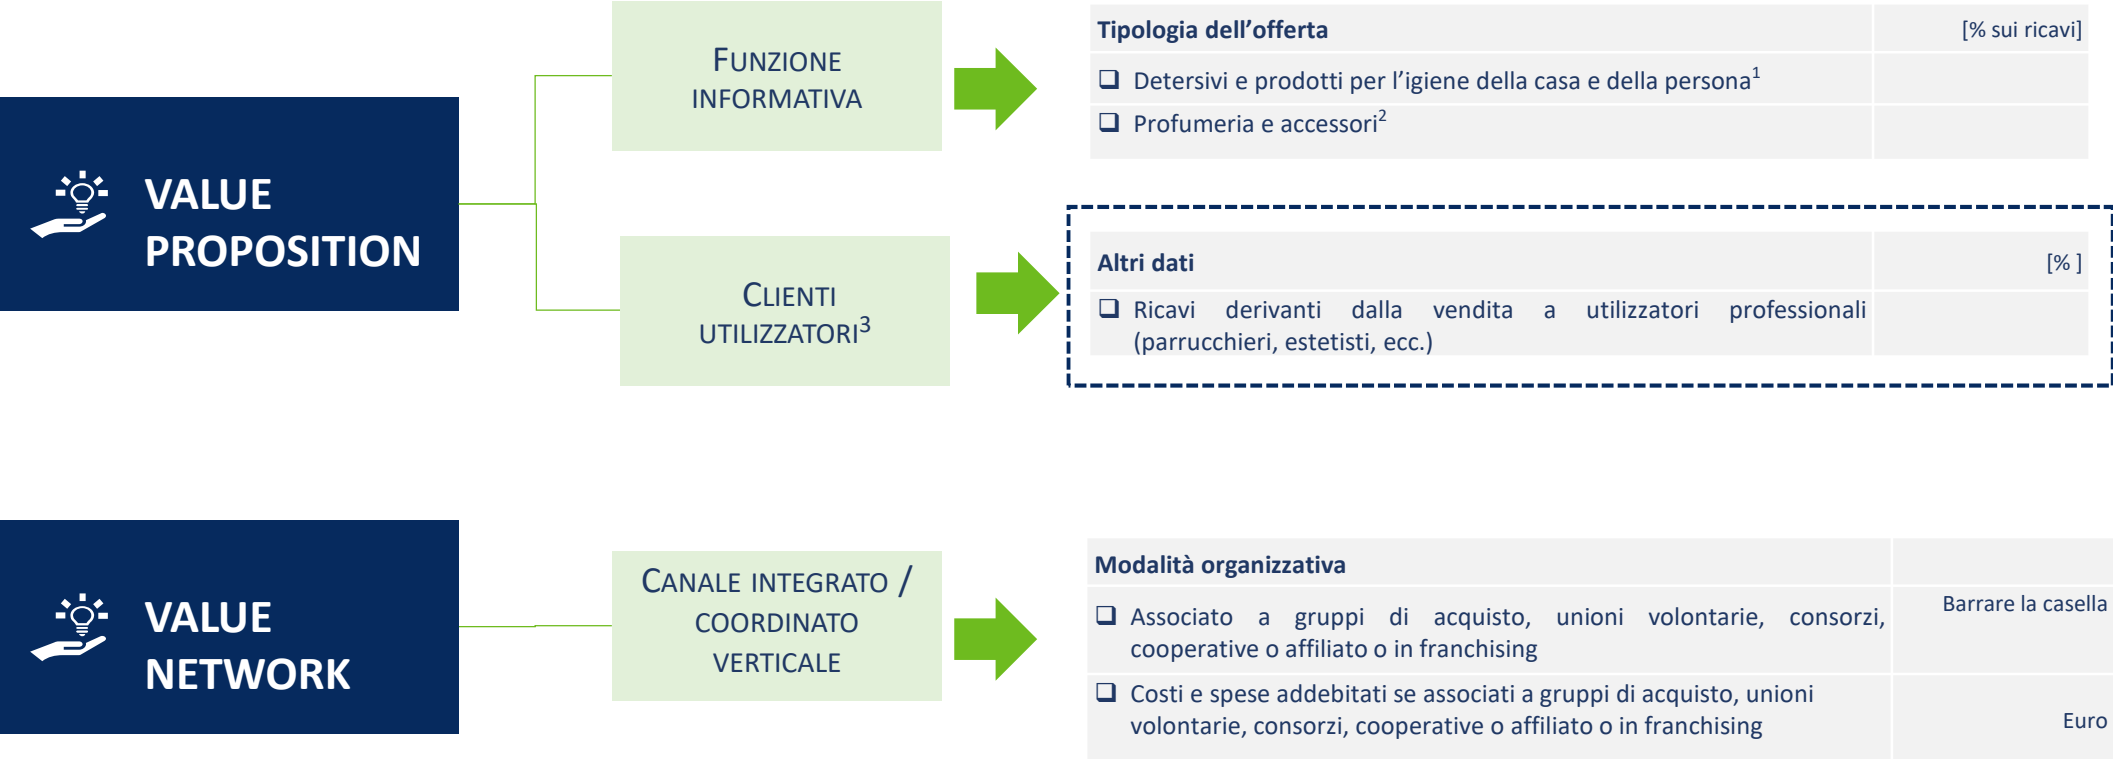 VALUE
PROPOSITION
FUNZIONE
INFORMATIVA
Tipologia dell’offerta [% sui ricavi]
❑ Detersivi e prodotti per l’igiene della casa e della persona1
❑ Profumeria e accessori2
CLIENTI
UTILIZZATORI3
Altri dati [% ]
❑ Ricavi derivanti dalla vendita a utilizzatori professionali
(parrucchieri, estetisti, ecc.)
VALUE
NETWORK
CANALE INTEGRATO /
COORDINATO
VERTICALE
Modalità organizzativa
❑ Associato a gruppi di acquisto, unioni volontarie, consorzi,
cooperative o affiliato o in franchising
Barrare la casella
❑ Costi e spese addebitati se associati a gruppi di acquisto, unioni
volontarie, consorzi, cooperative o affiliato o in franchising
Euro